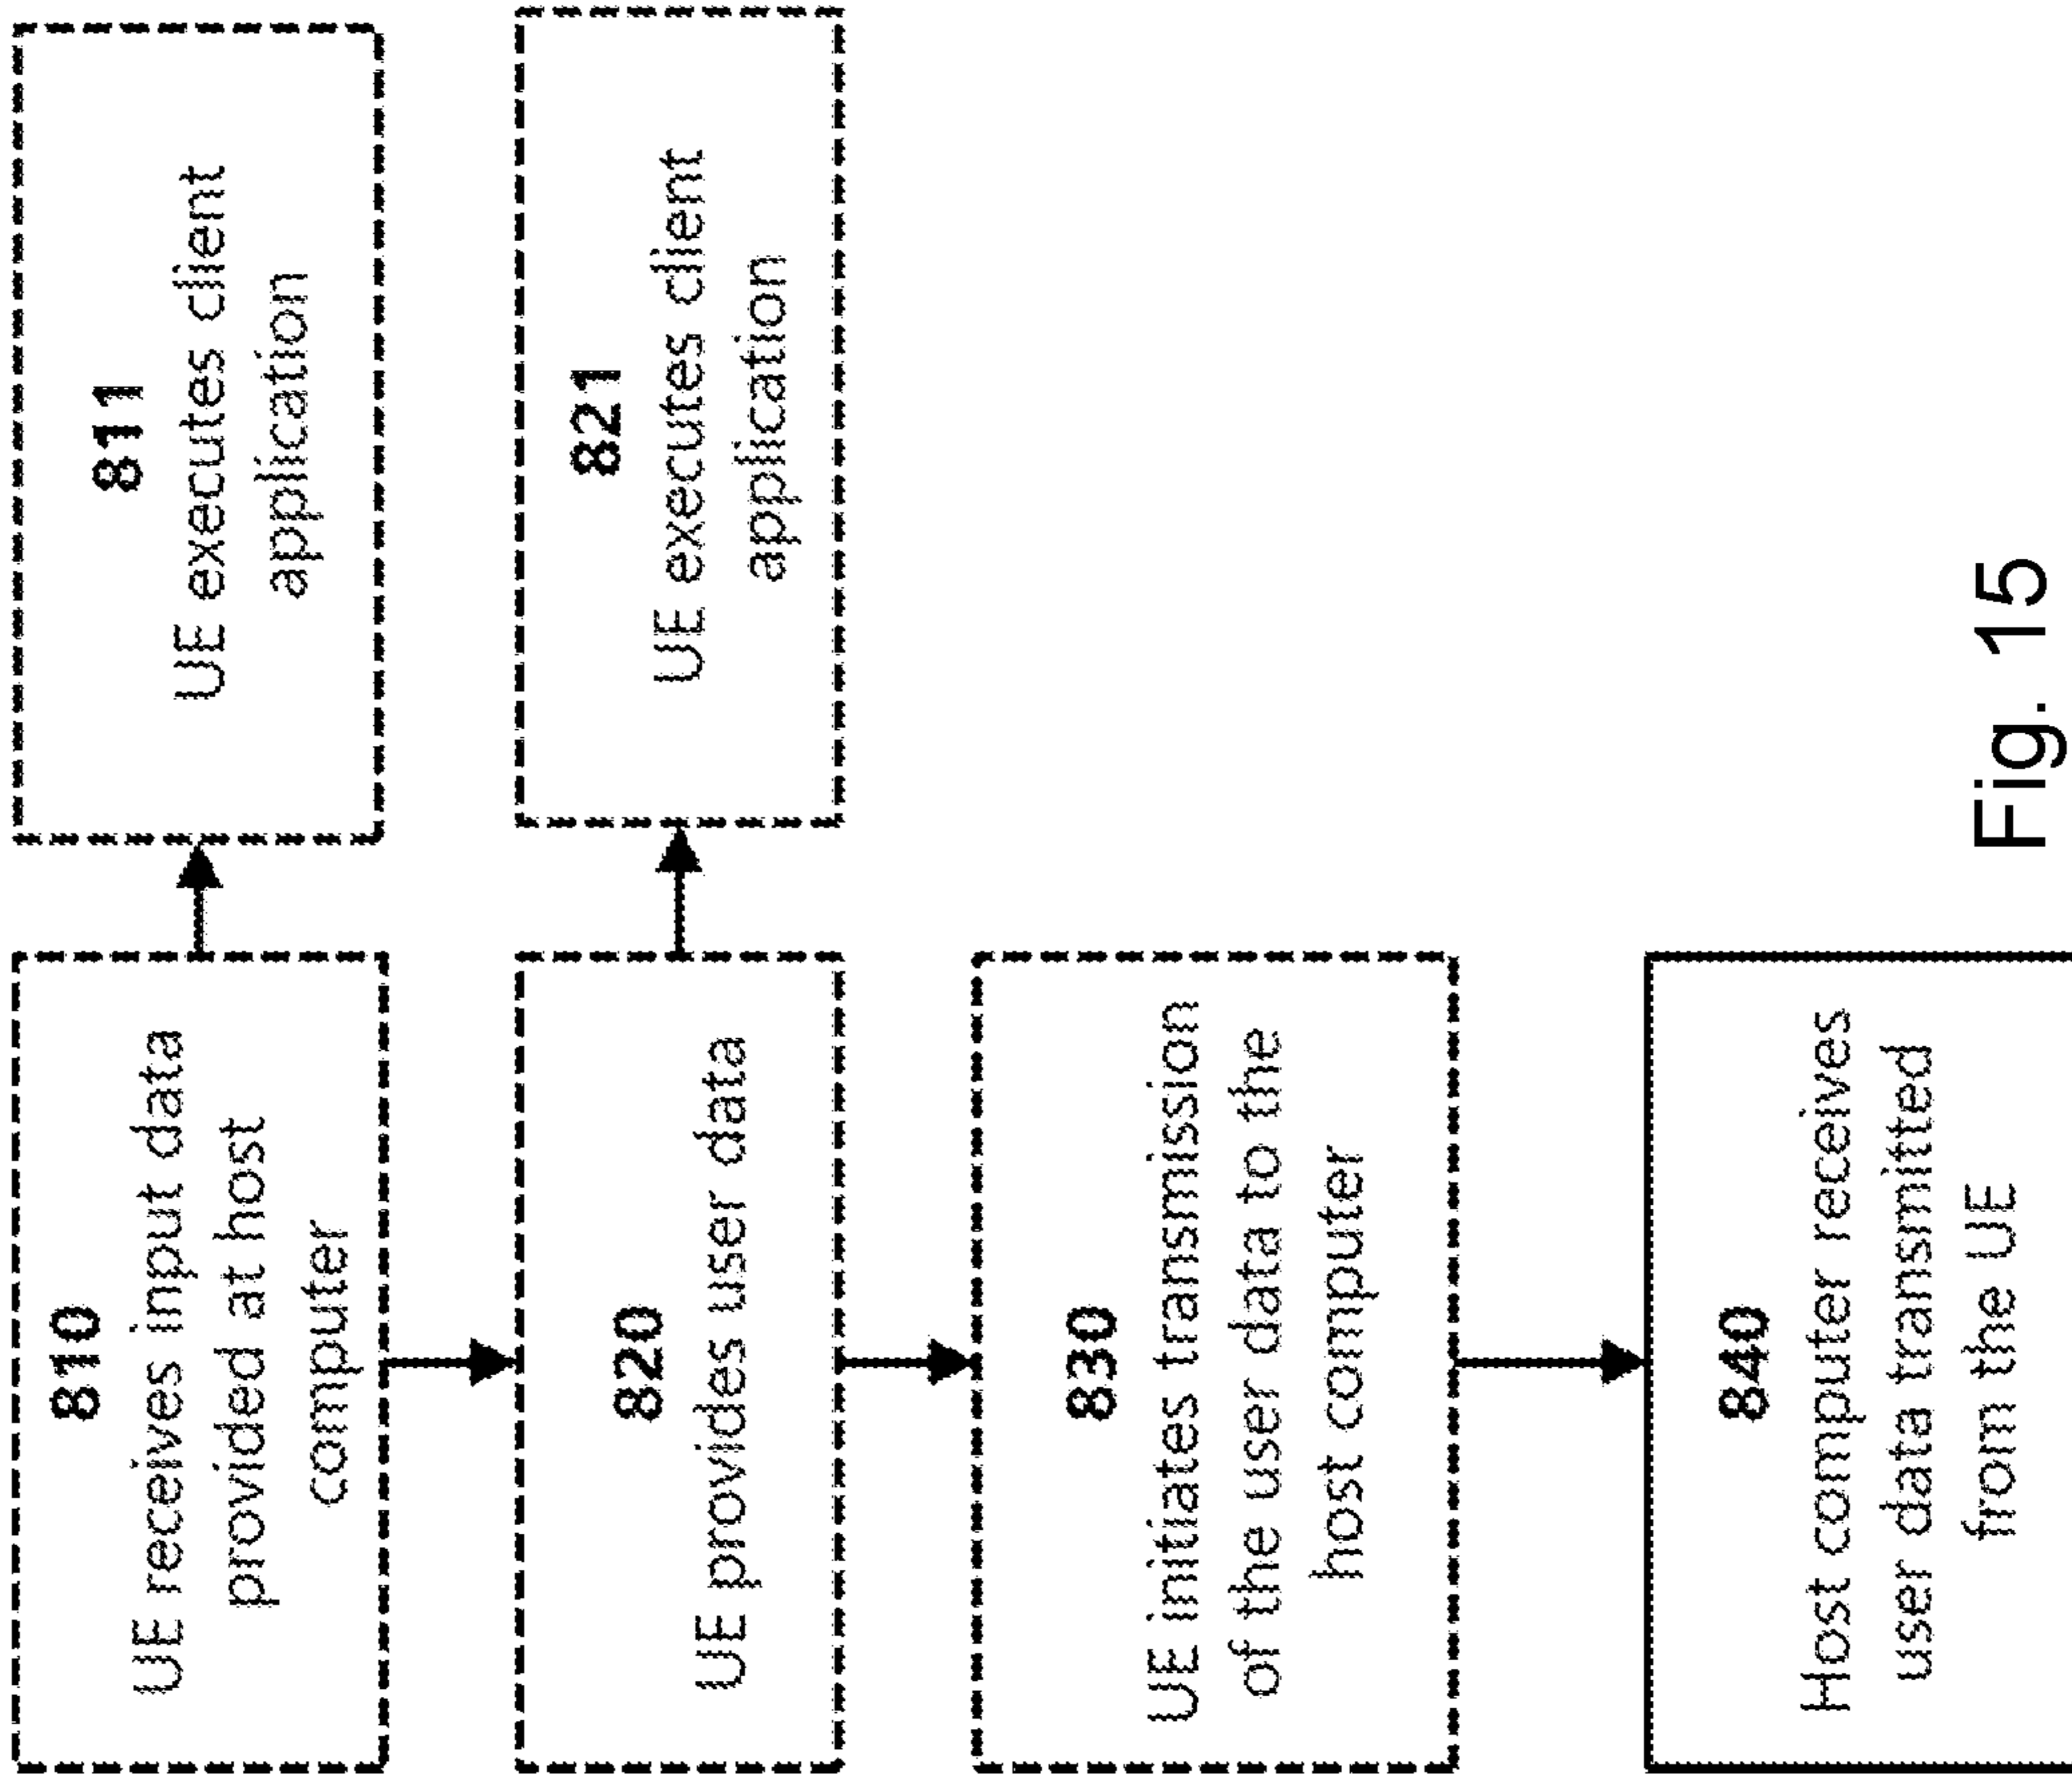 810
UE receives input data
provided at host
computer
811
UE executes client
application
820
UE provides user data
821
UE executes client
application
830
UE initiates transmission
of the user data to the
host computer
840
Host computer receives
user data transmitted
from the UE
Fig. 15